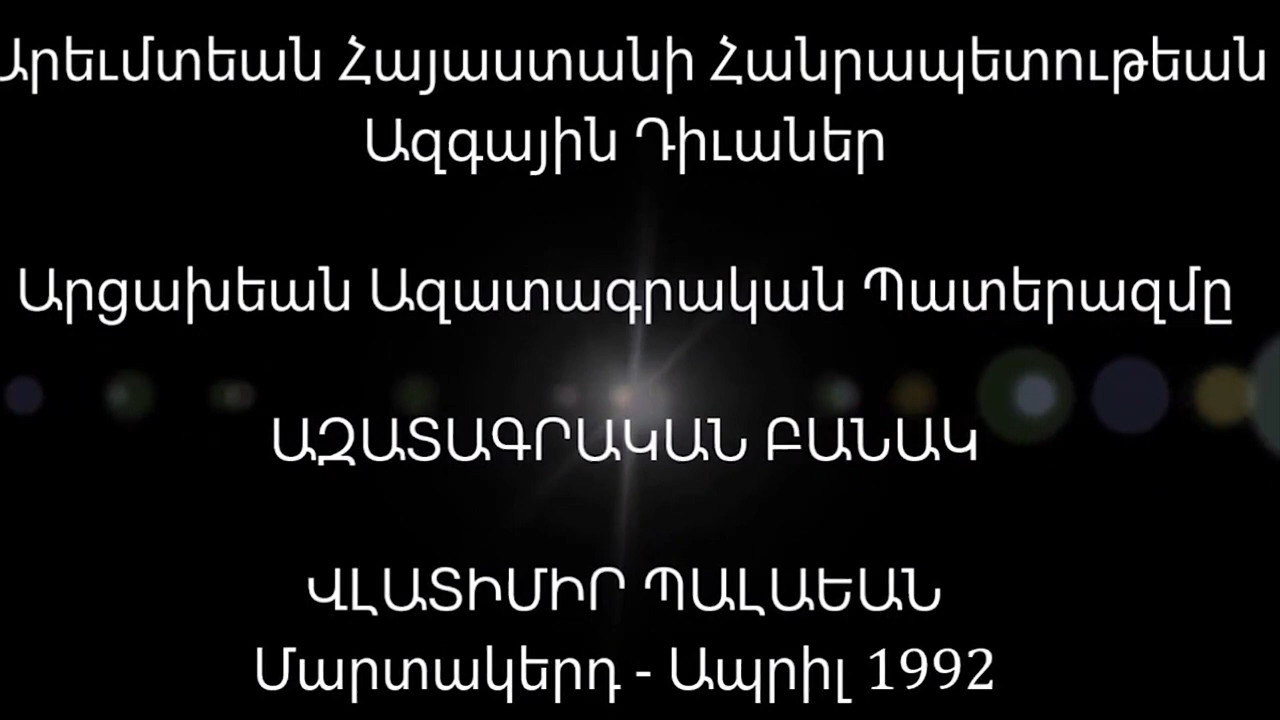 Արեւմտեան Հայաստանի Հանրապետութեան
Ազգային Դիւաներ
Արցախեան Ազատագրական Պատերազմը
ԱԶԱՏԱԳՐԱԿԱՆ ԲԱՆԱԿ
ՎԼԱՏԻՄԻՐ ՊԱԼԱԵԱՆ
Մարտակերդ - Ապրիլ 1992